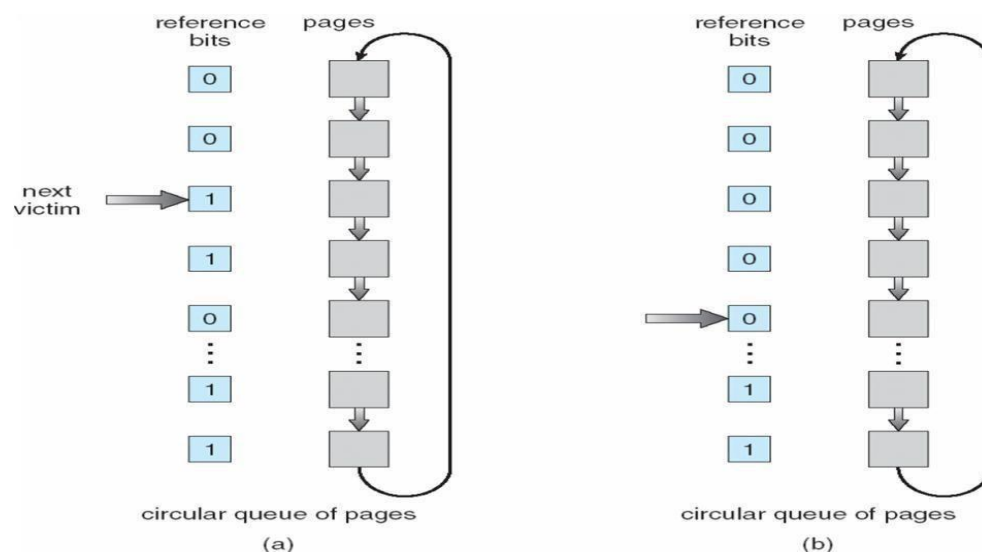 reference
bits
pages
0
0
next
victim
1
1
0
1
1
circular queue of pages
(a)
reference
bits
pages
0
0
0
0
0
1
1
circular queue of pages
(b)